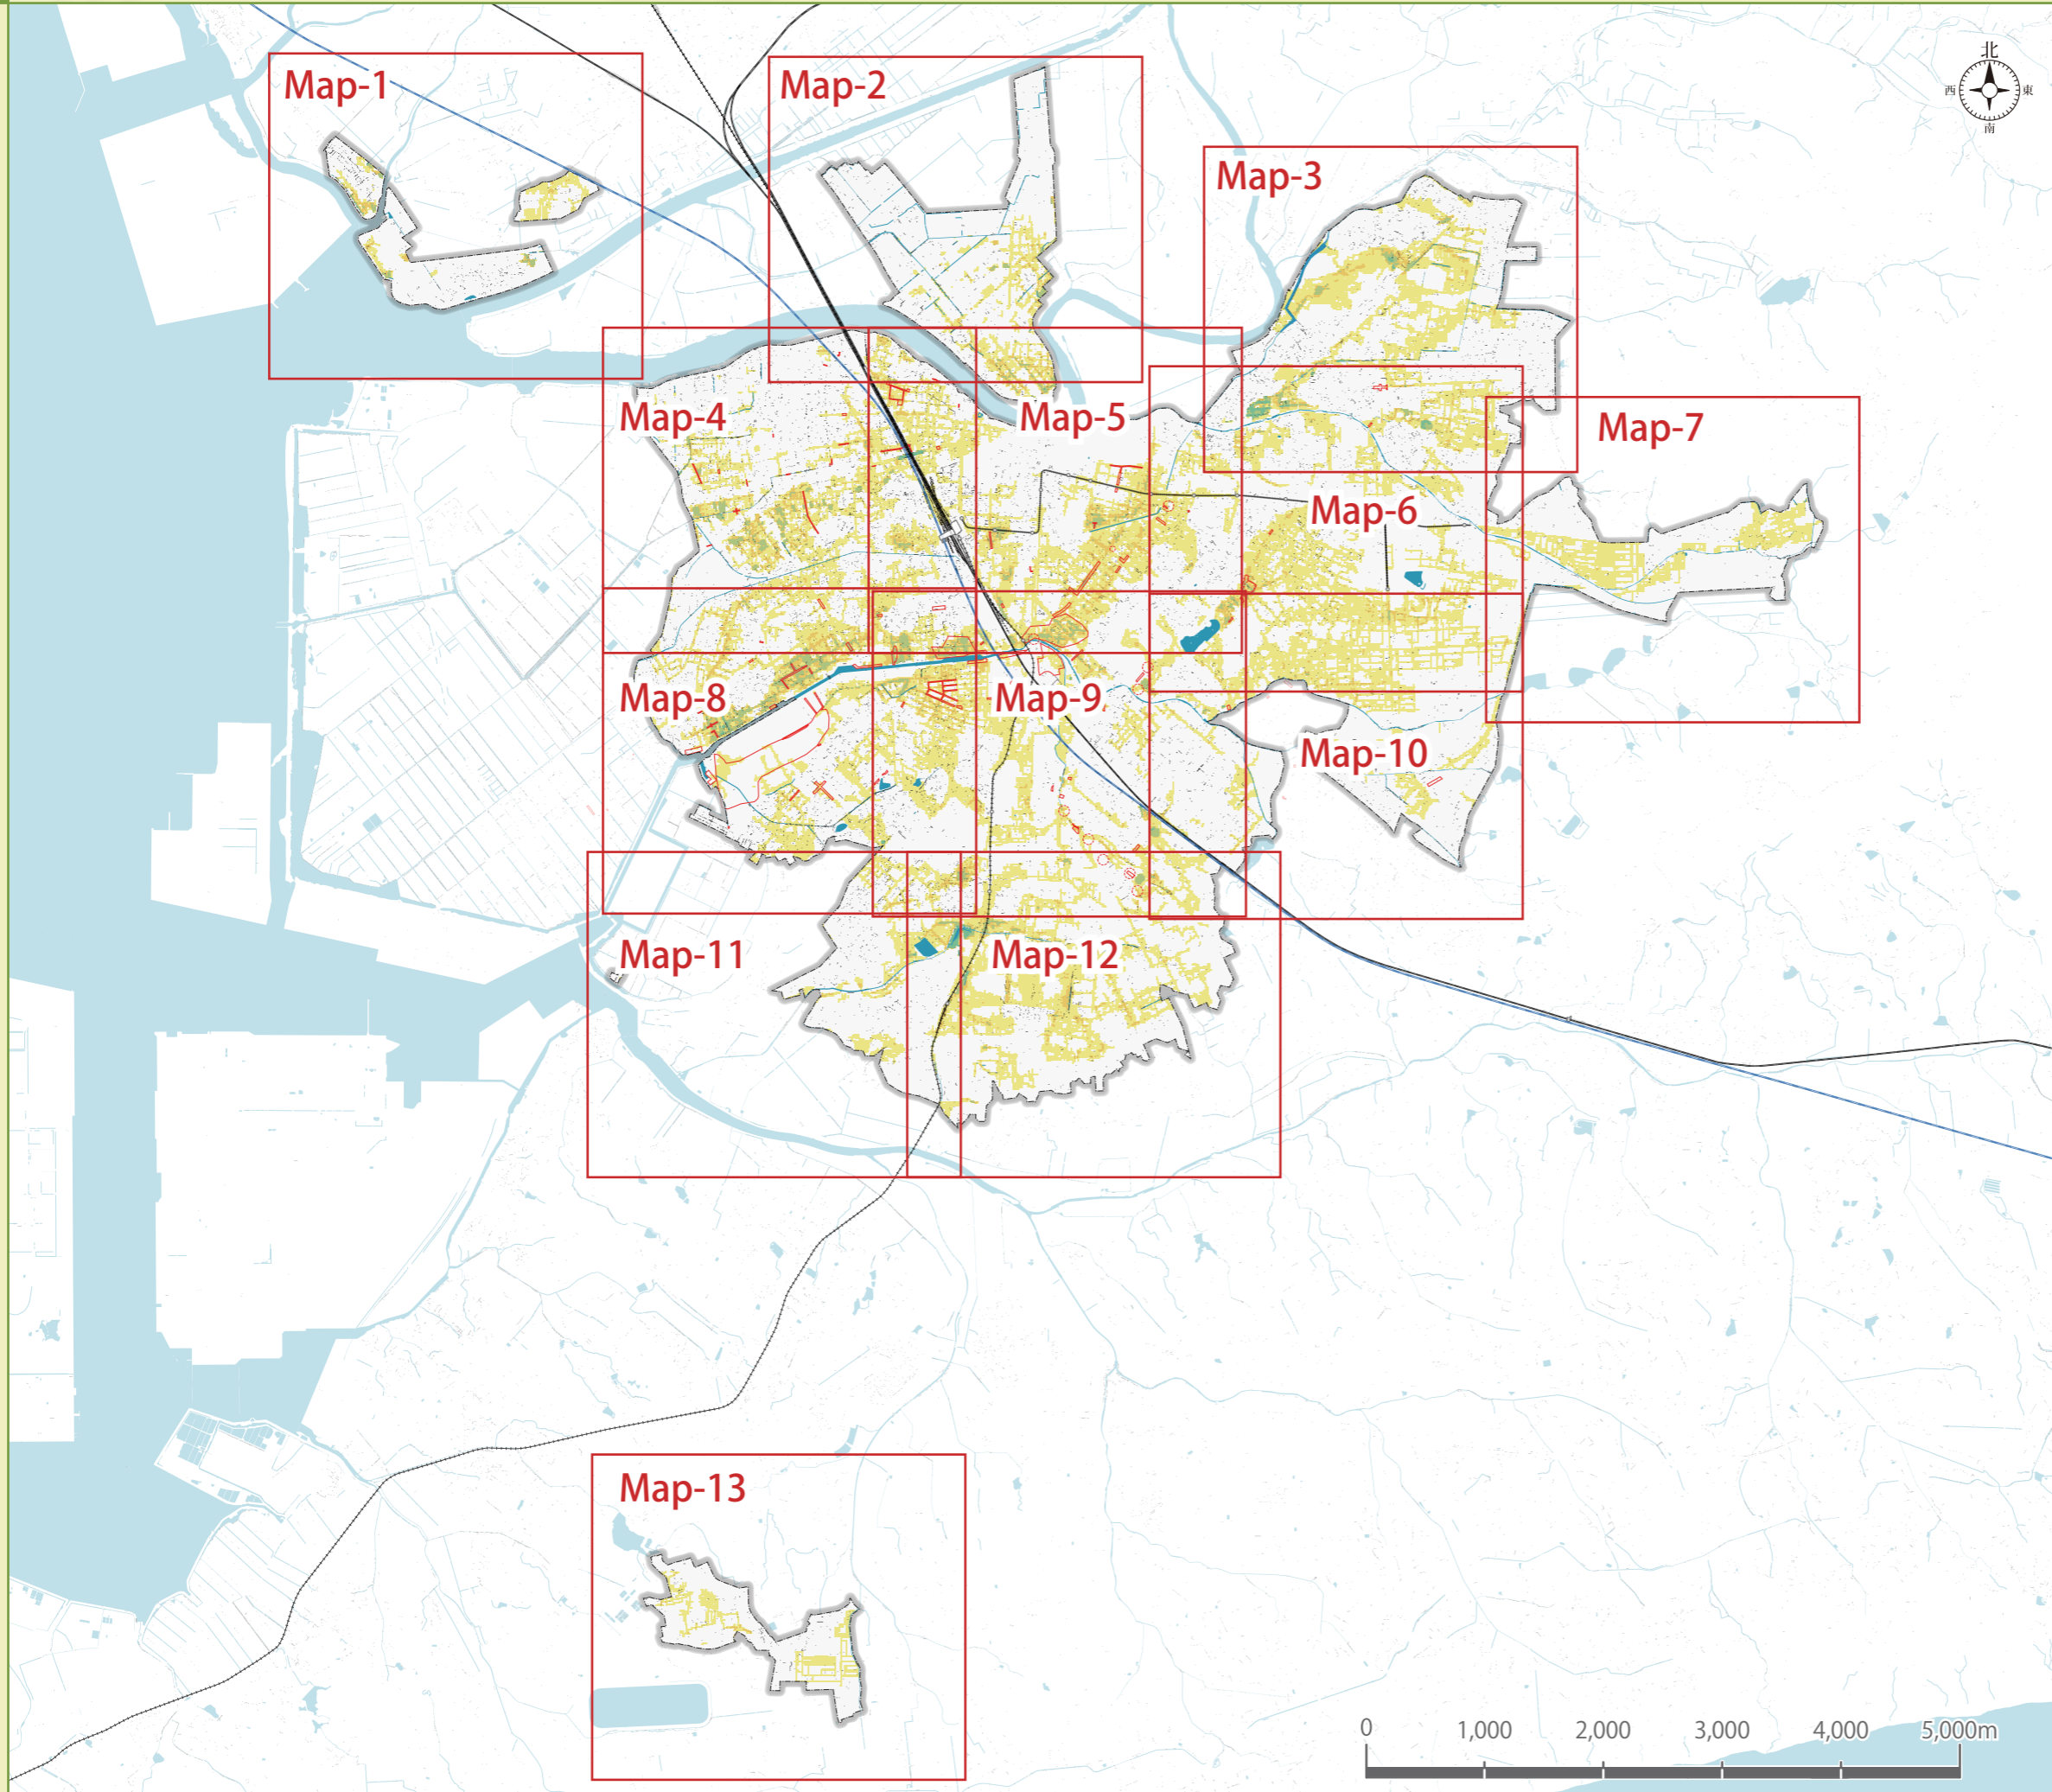 北
西 東
南
Map-1
Map-2
Map-3
Map-4
Map-5
Map-7
Map-6
Map-8
Map-9
Map-10
Map-11
Map-12
Map-13
0 1,000 2,000 3,000 4,000 5,000m